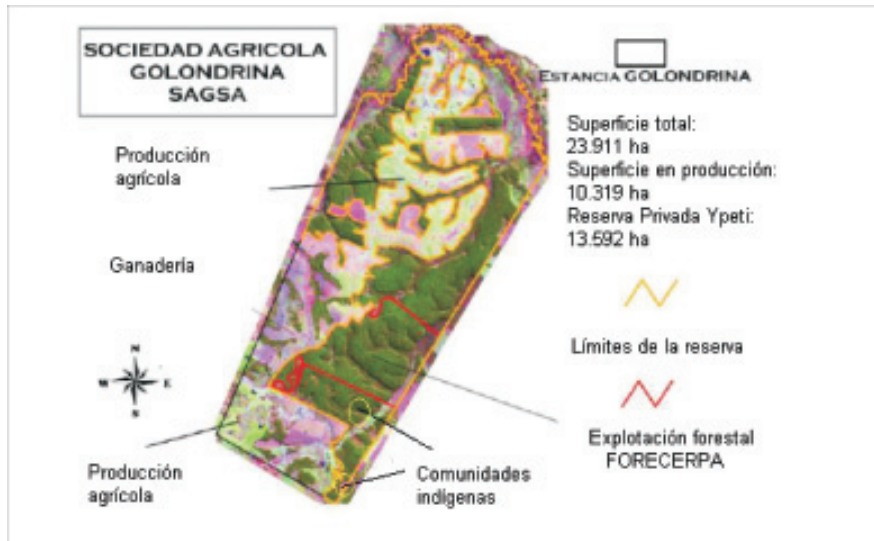 SOCIEDAD AGRICOLA
GOLONDRINA
SAGSA
ESTANCIA GOLONDRINA
Superficie total:
23.911 ha
Superficie en producción:
10.319 ha
Reserva Privada Ypeti:
13.592 ha
Producción
agrícola
Ganadería
Límites de la reserva
N
W E
S
Explotación forestal
FORECERPA
Producción
agrícola
Comunidades
indígenas